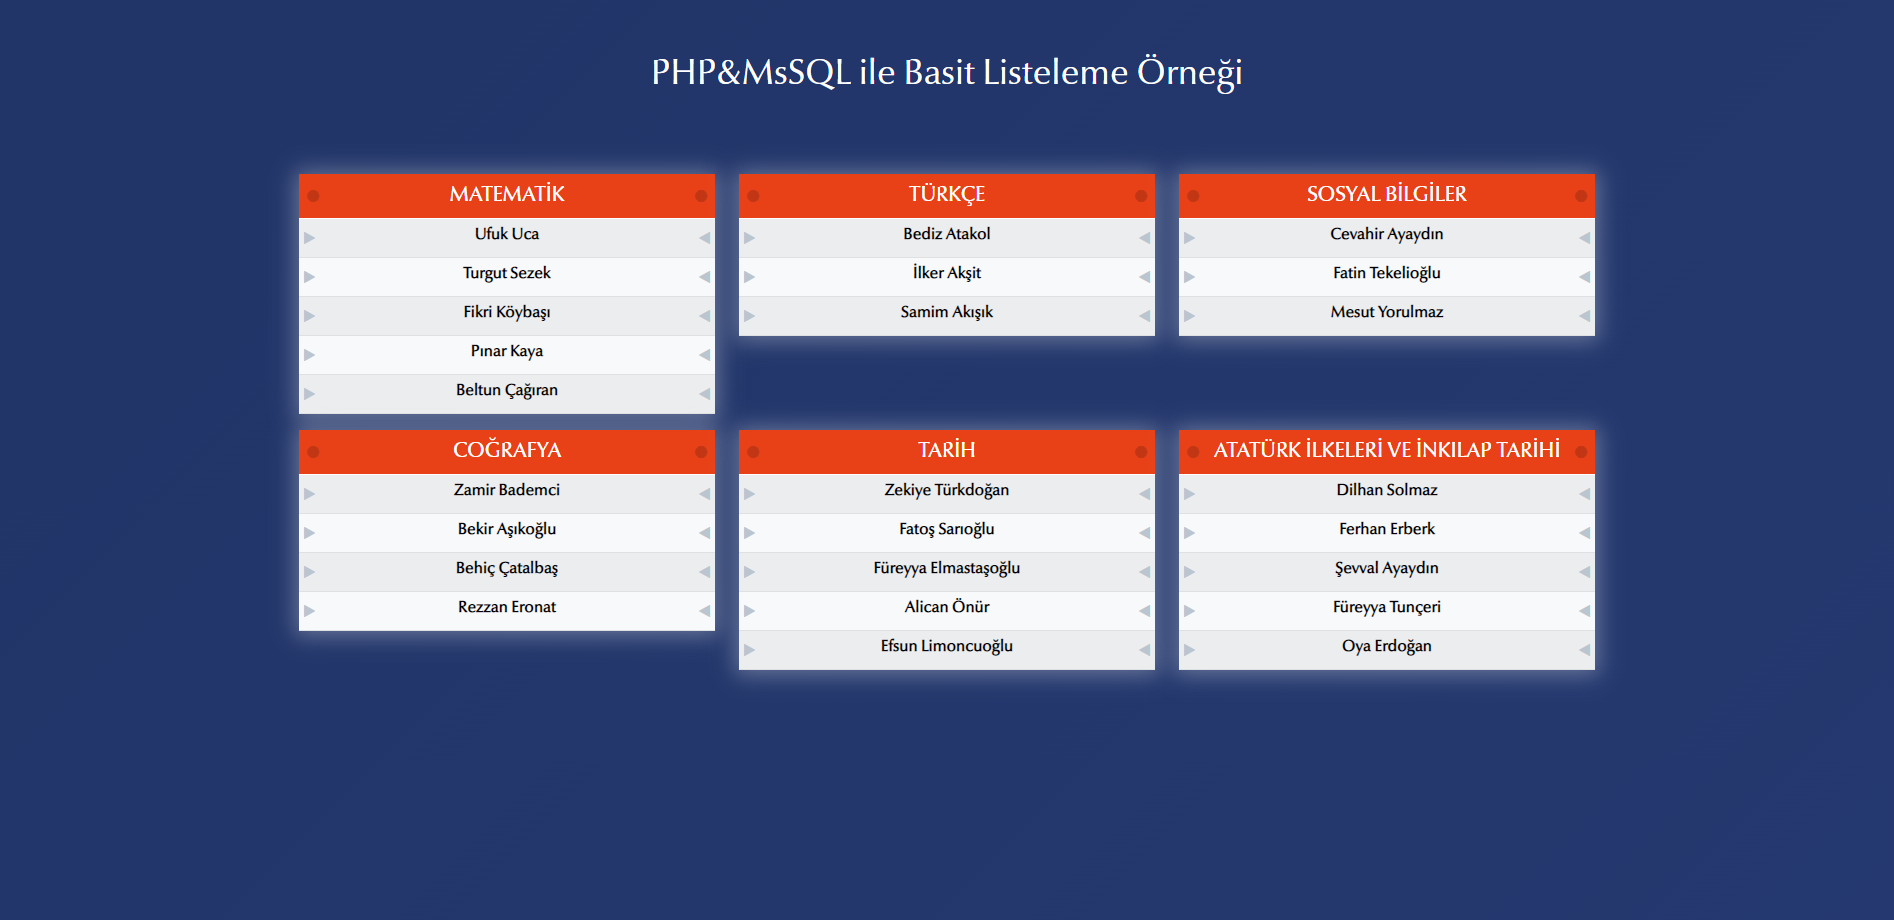 PHP&MsSQL ile Basit Listeleme Örneği
MATEMATİK
Ufuk Uca
Turgut Sezek
Fikri Köybaşı
Pınar Kaya
Beltun Çağıran
TÜRKÇE
Bediz Atakol
İlker Akşit
Samim Akışık
SOSYAL BİLGİLER
Cevahir Ayaydın
Fatin Tekelioğlu
Mesut Yorulmaz
COĞRAFYA
Zamir Bademci
Bekir Aşıkoğlu
Behiç Çatalbaş
Rezzan Eronat
TARİH
Zekiye Türkdoğan
Fatoş Sarıoğlu
Füreyya Elmastaşoğlu
Alican Önür
Efsun Limoncuoğlu
ATATÜRK İLKELERİ VE İNKILAP TARİHİ
Dilhan Solmaz
Ferhan Erberk
Şevval Ayaydın
Füreyya Tunçeri
Oya Erdoğan